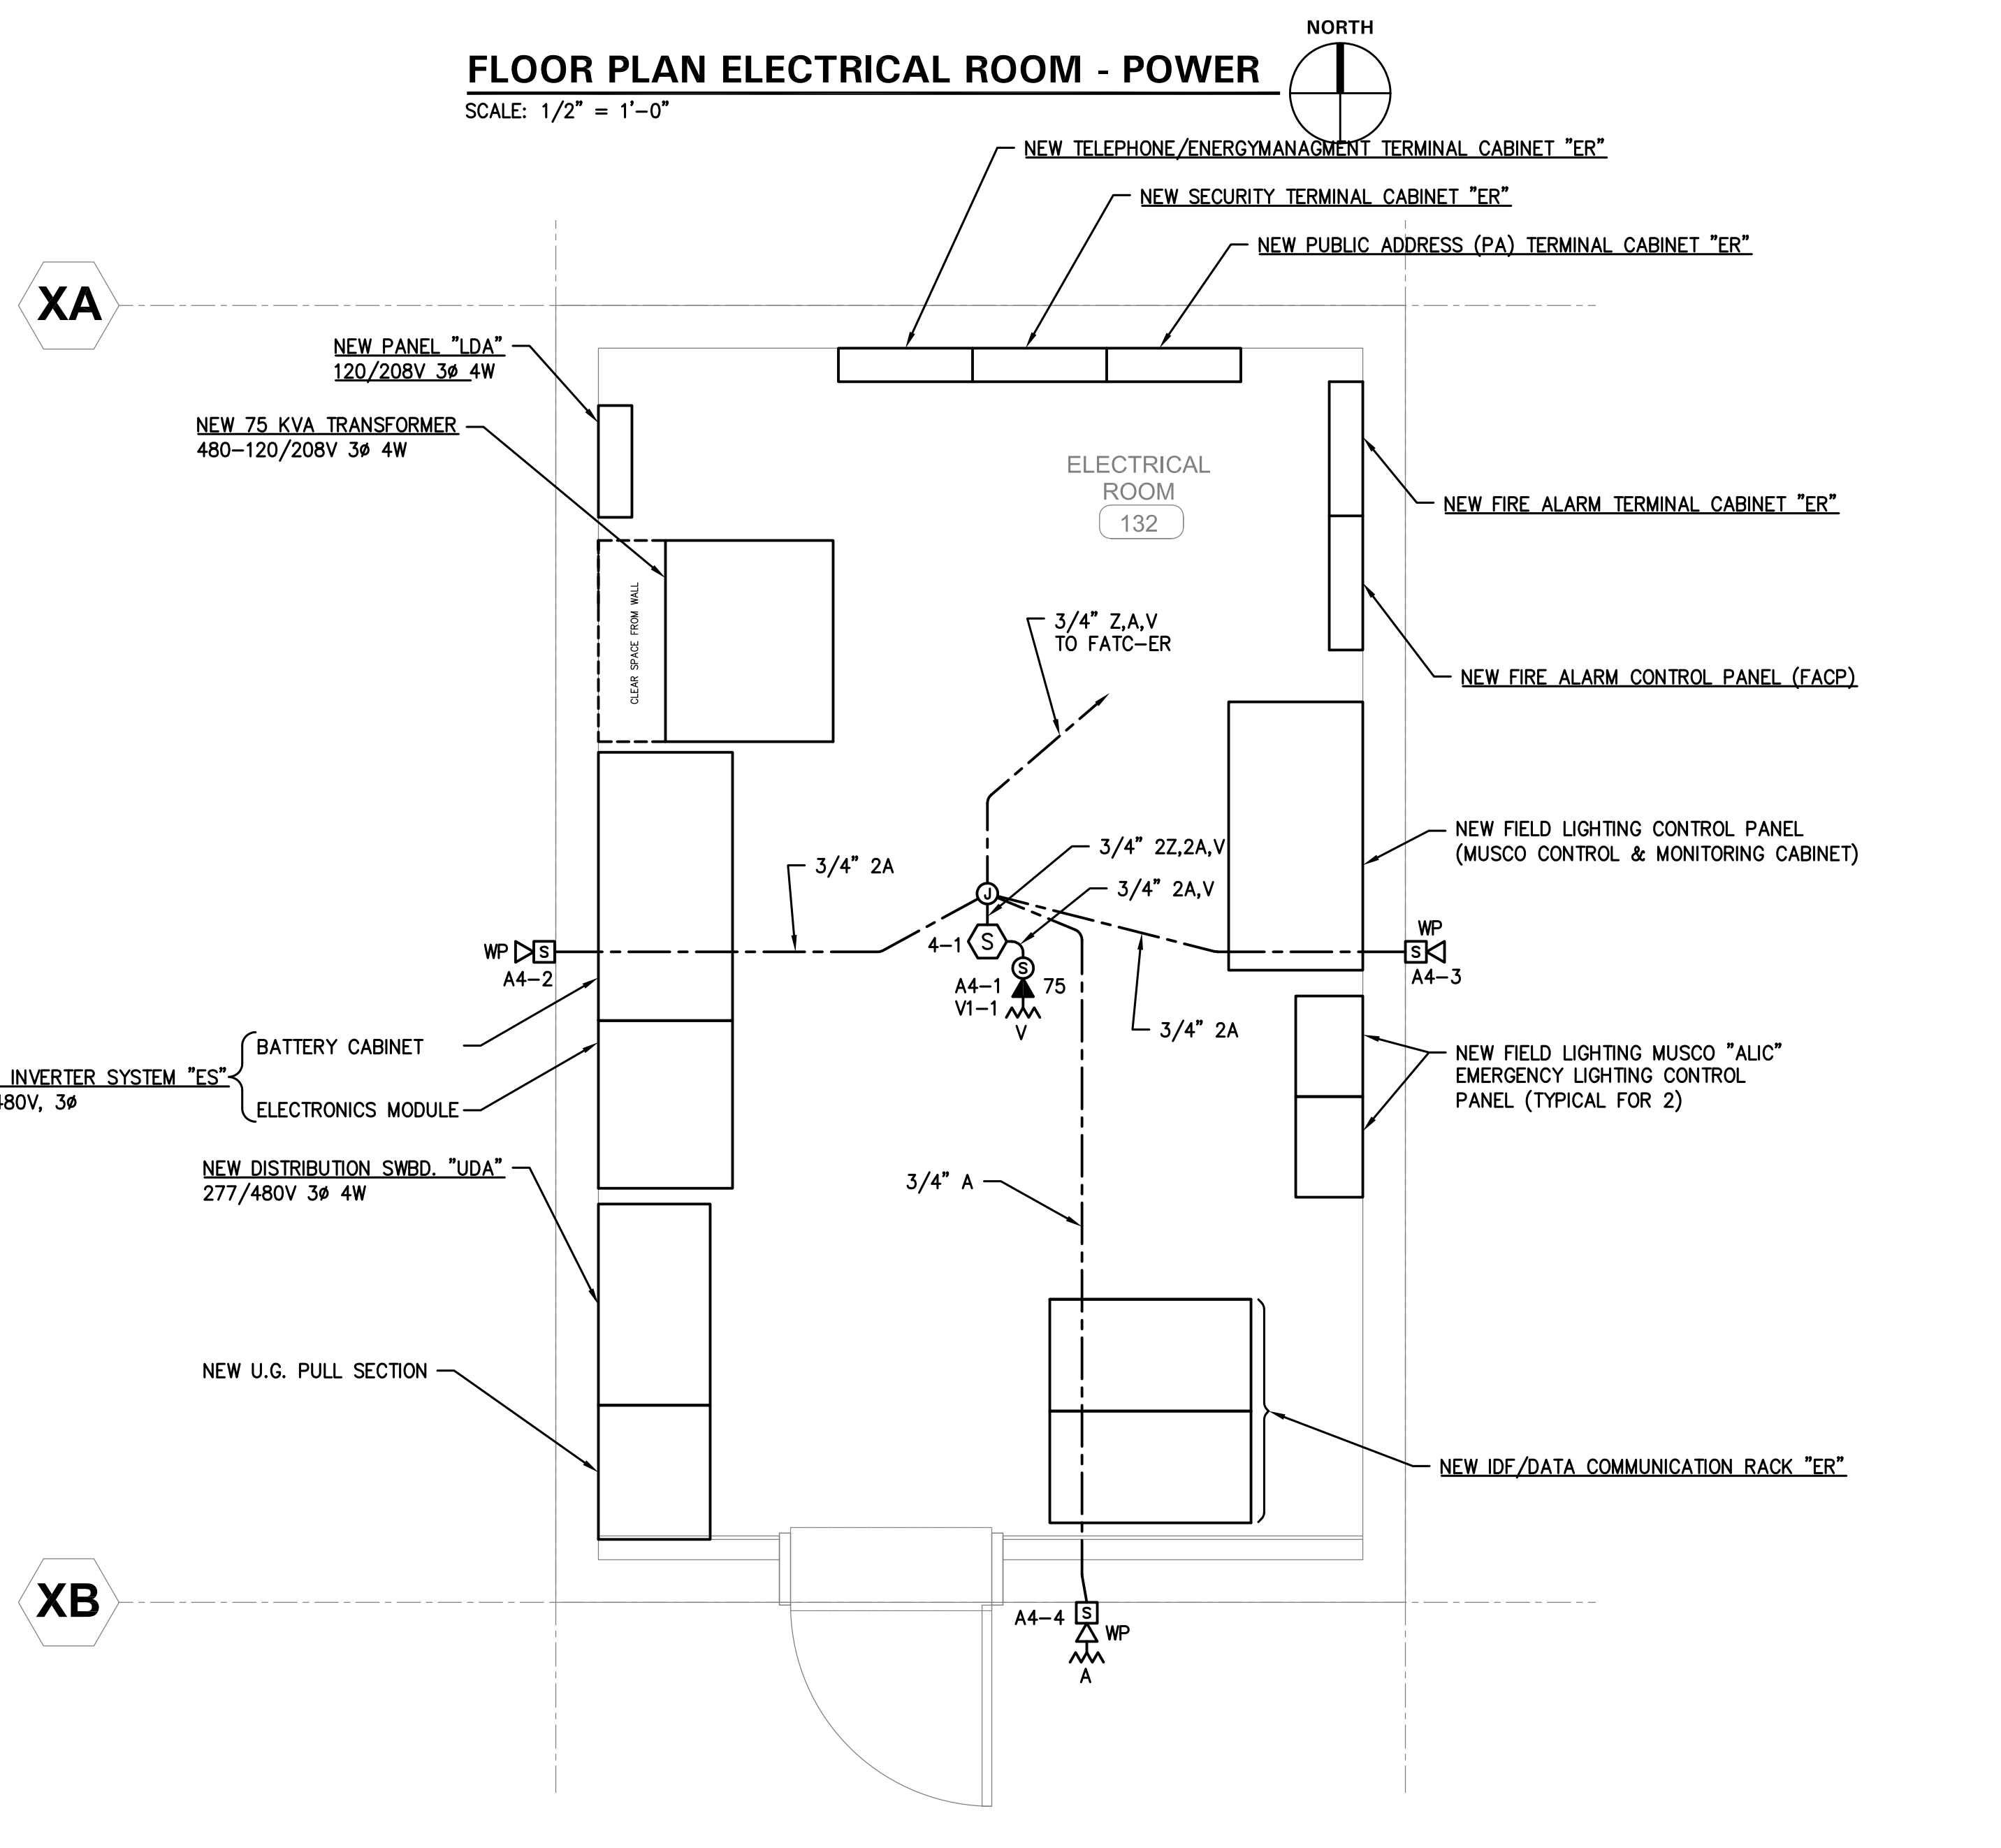 NORTH
FLOOR PLAN ELECTRICAL ROOM - POWER
SCALE: 1/2" = 1'-0"
NEW TELEPHONE/ENERGYMANAGMENT TERMINAL CABINET "ER"
NEW SECURITY TERMINAL CABINET "ER"
NEW PUBLIC ADDRESS (PA) TERMINAL CABINET "ER"
XA
NEW PANEL "LDA"
120/208V 3ø 4W
NEW 75 KVA TRANSFORMER
480-120/208V 3ø 4W
ELECTRICAL
ROOM
132
NEW FIRE ALARM TERMINAL CABINET "ER"
CLEAR SPACE FROM WALL
3/4" Z,A,V
TO FATC-ER
NEW FIRE ALARM CONTROL PANEL (FACP)
NEW FIELD LIGHTING CONTROL PANEL
(MUSCO CONTROL & MONITORING CABINET)
3/4" 2Z,2A,V
3/4" 2A
3/4" 2A,V
J
S
4-1
WP
S
A4-2
WP
S
A4-3
S
A4-1
75
V1-1
V
3/4" 2A
BATTERY CABINET
INVERTER SYSTEM "ES"
480V, 3ø
ELECTRONICS MODULE
NEW FIELD LIGHTING MUSCO "ALIC"
EMERGENCY LIGHTING CONTROL
PANEL (TYPICAL FOR 2)
NEW DISTRIBUTION SWBD. "UDA"
277/480V 3ø 4W
3/4" A
NEW U.G. PULL SECTION
NEW IDF/DATA COMMUNICATION RACK "ER"
XB
A4-4
S
WP
A